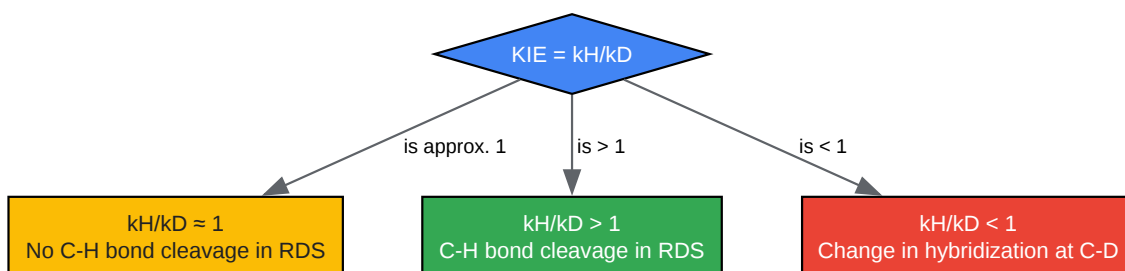 KIE = kH/kD
is approx. 1
is > 1
is < 1
kH/kD ≈ 1
No C-H bond cleavage in RDS
kH/kD > 1
C-H bond cleavage in RDS
kH/kD < 1
Change in hybridization at C-D